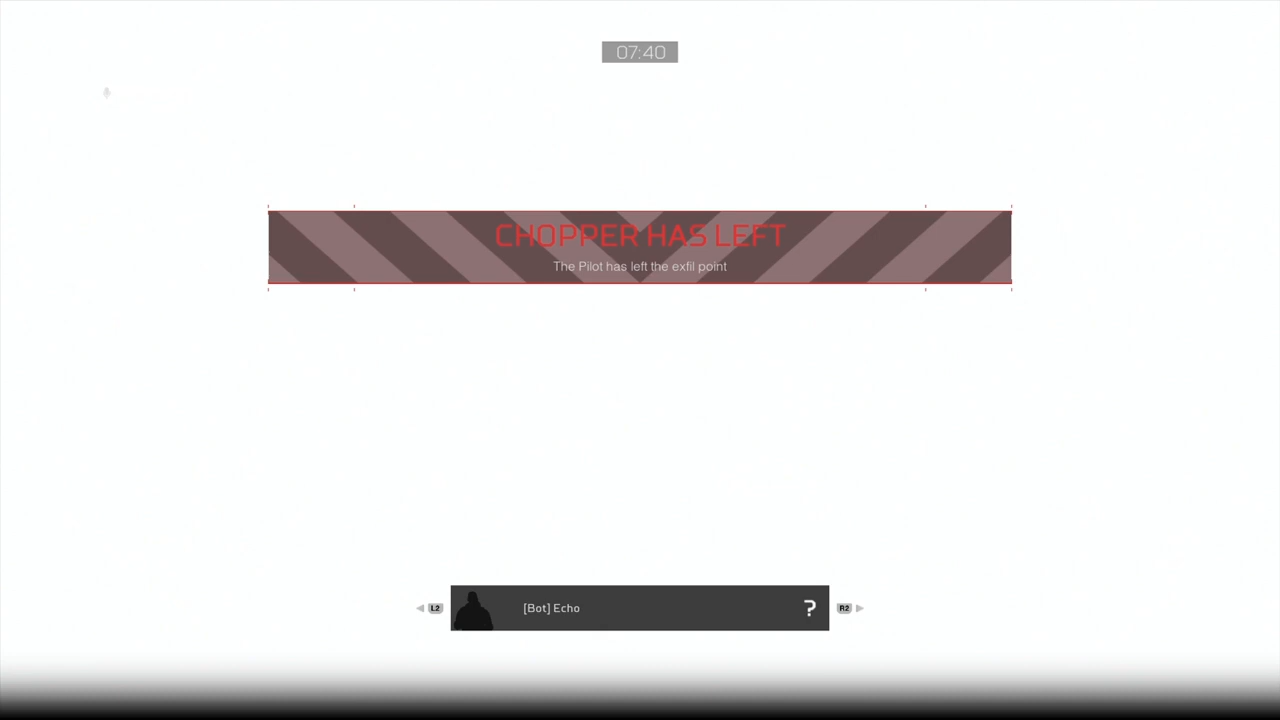 07:40
CHOPPER HAS LEFT
The Pilot has left the exfil point
L2 [Bot] Echo ? R2